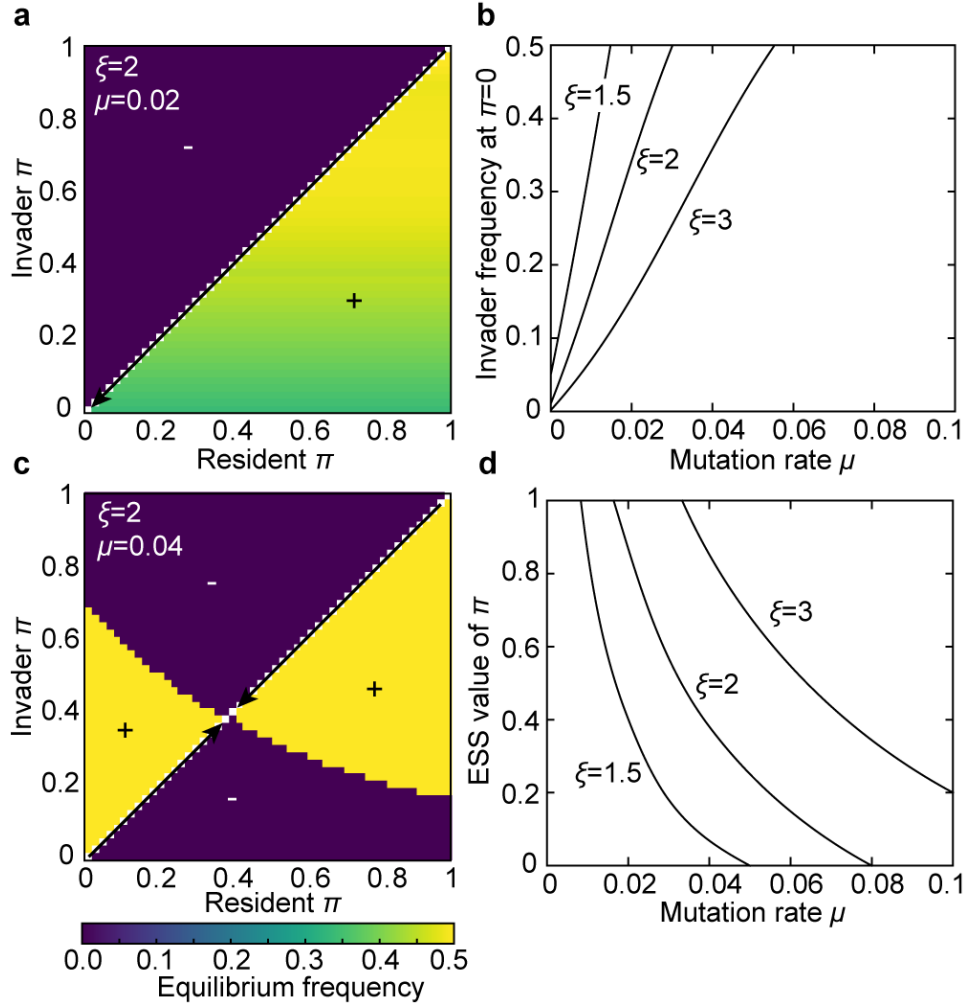 a
ξ=2
μ=0.02
-
+
1
0.8
0.6
0.4
0.2
0
Invader π
0 0.2 0.4 0.6 0.8 1
Resident π
b
0.5
0.4
0.3
0.2
0.1
0
Invader frequency at π=0
ξ=1.5
ξ=2
ξ=3
0 0.02 0.04 0.06 0.08 0.1
Mutation rate μ
c
ξ=2
μ=0.04
-
+
+
-
1
0.8
0.6
0.4
0.2
0
Invader π
0 0.2 0.4 0.6 0.8 1
Resident π
0.0 0.1 0.2 0.3 0.4 0.5
Equilibrium frequency
d
1
0.8
0.6
0.4
0.2
0
ESS value of π
ξ=3
ξ=2
ξ=1.5
0 0.02 0.04 0.06 0.08 0.1
Mutation rate μ